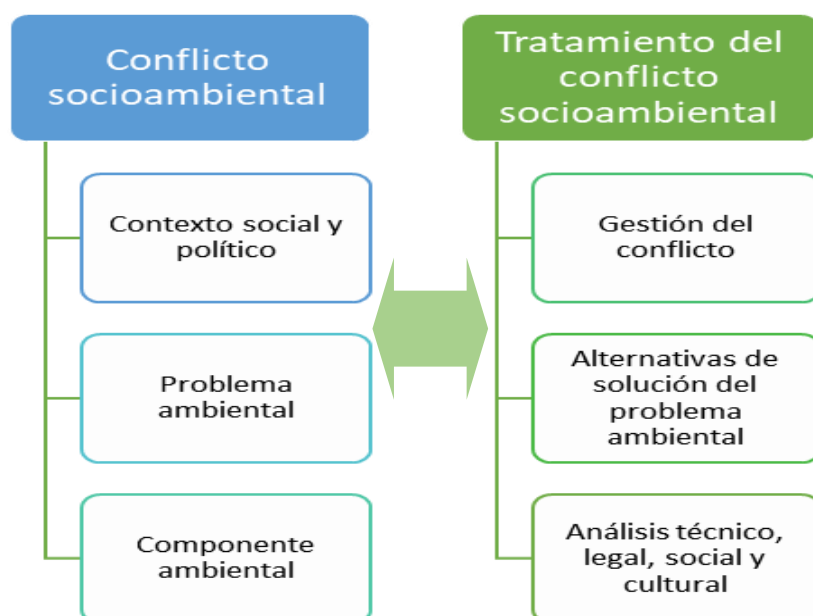 Conflicto
socioambiental
Contexto social y
político
Problema
ambiental
Componente
ambiental
Tratamiento del
conflicto
socioambiental
Gestión del
conflicto
Alternativas de
solución del
problema
ambiental
Análisis técnico,
legal, social y
cultural